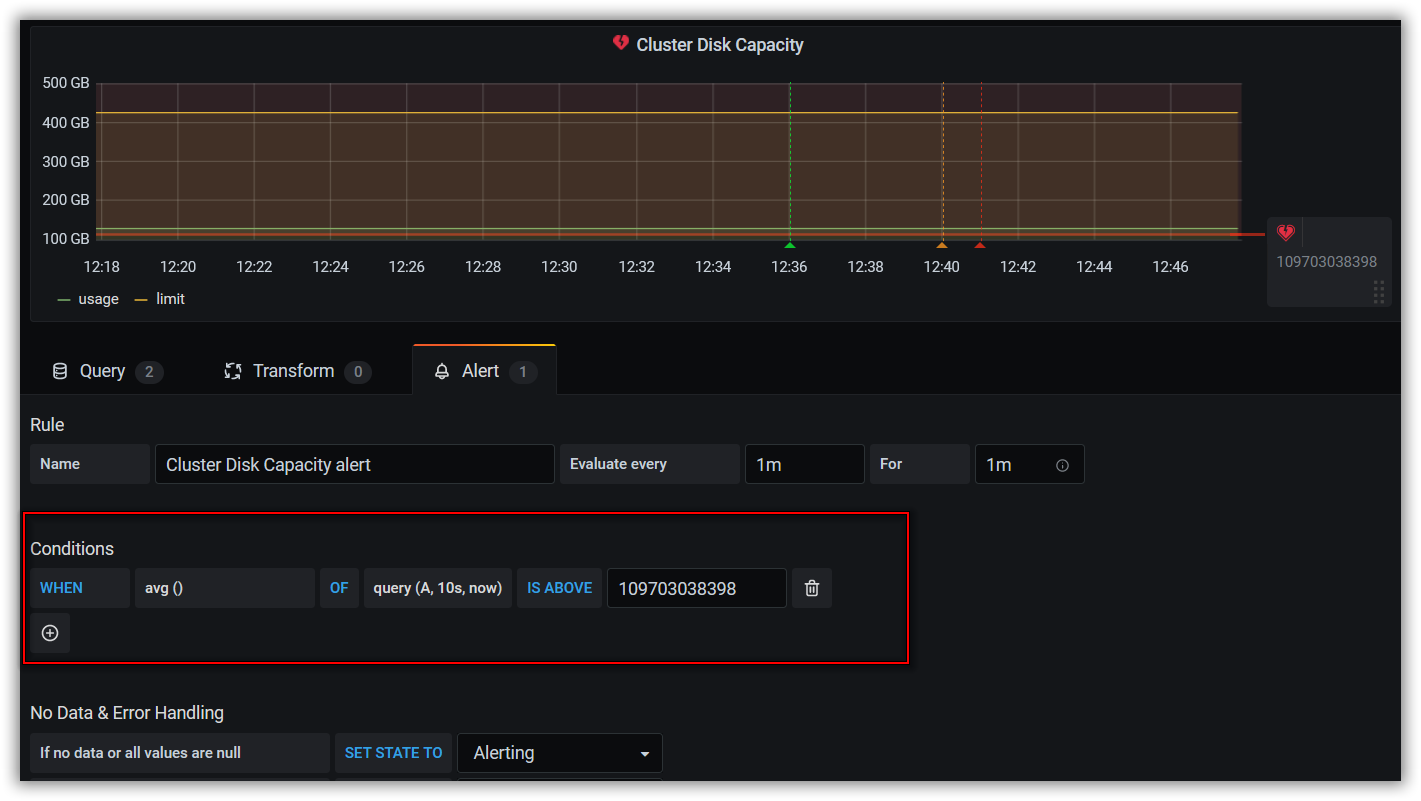 Cluster Disk Capacity
500 GB
400 GB
300 GB
200 GB
100 GB
12:18 12:20 12:22 12:24 12:26 12:28 12:30 12:32 12:34 12:36 12:38 12:40 12:42 12:44 12:46
109703038398
usage limit
Query 2 Transform 0 Alert 1
Rule
Name Cluster Disk Capacity alert Evaluate every 1m For 1m
Conditions
WHEN avg () OF query (A, 10s, now) IS ABOVE 109703038398
No Data & Error Handling
If no data or all values are null SET STATE TO Alerting